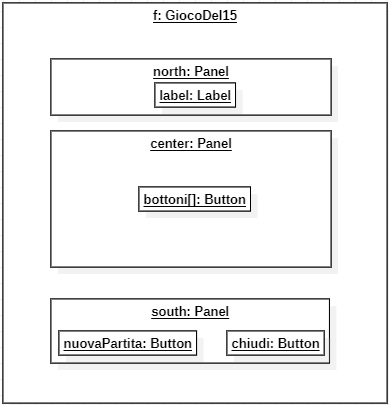 f: GiocoDel15
north: Panel
label: Label
center: Panel
bottoni[]: Button
south: Panel
nuovaPartita: Button
chiudi: Button